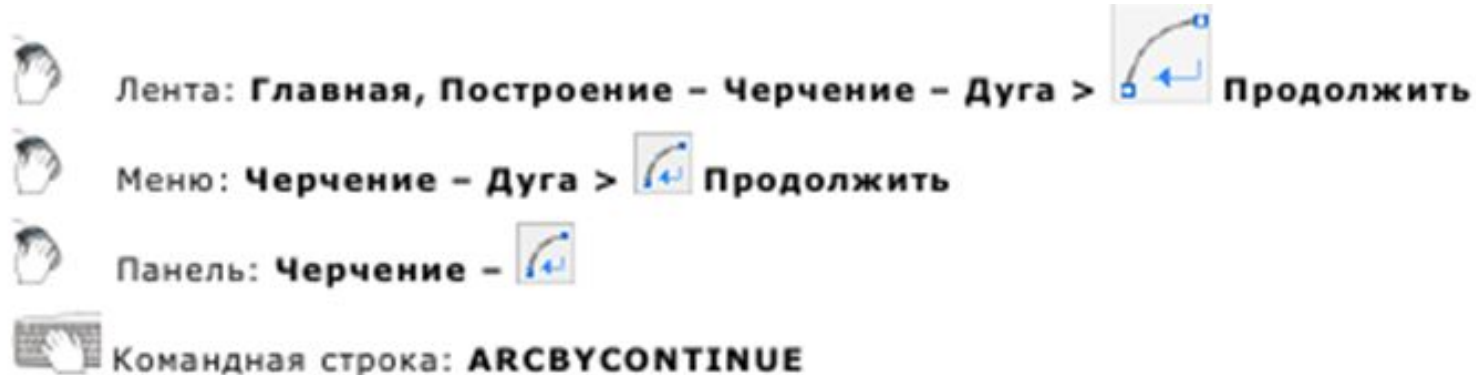 Лента: Главная, Построение – Черчение – Дуга > Продолжить
Меню: Черчение – Дуга > Продолжить
Панель: Черчение –
Командная строка: ARCBYCONTINUE